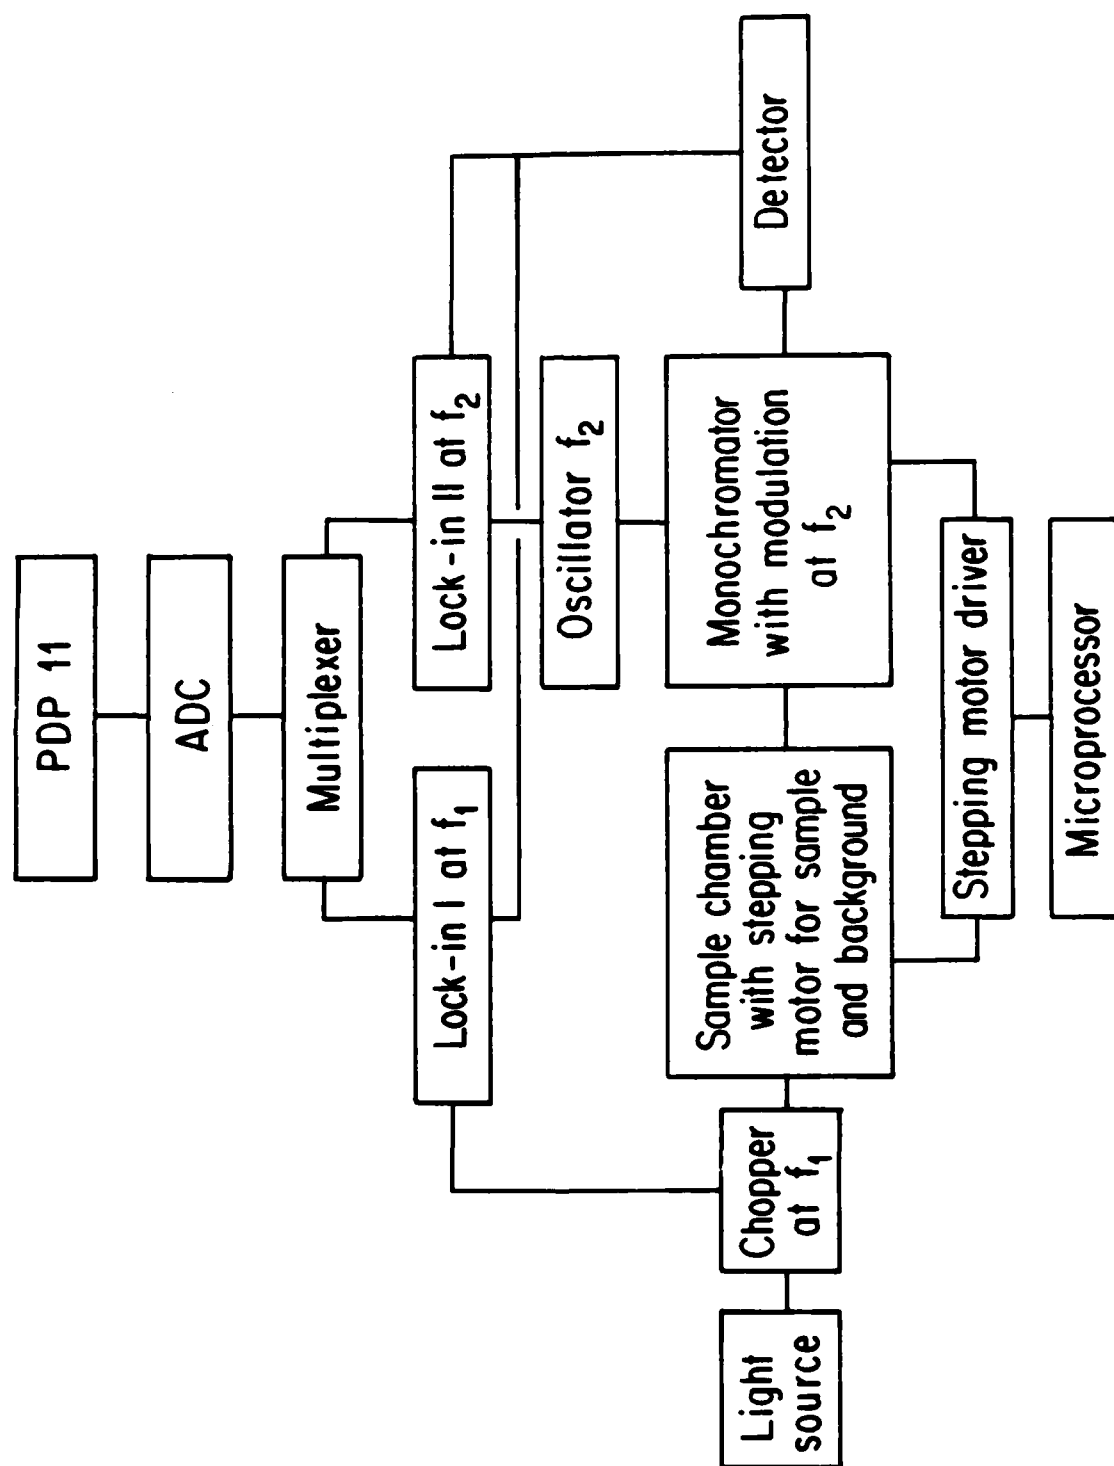 PDP 11
ADC
Multiplexer
Lock-in I at f₁
Lock-in II at f₂
Oscillator f₂
Light
source
Chopper
at f₁
Sample chamber
with stepping
motor for sample
and background
Monochromator
with modulation
at f₂
Detector
Stepping motor driver
Microprocessor